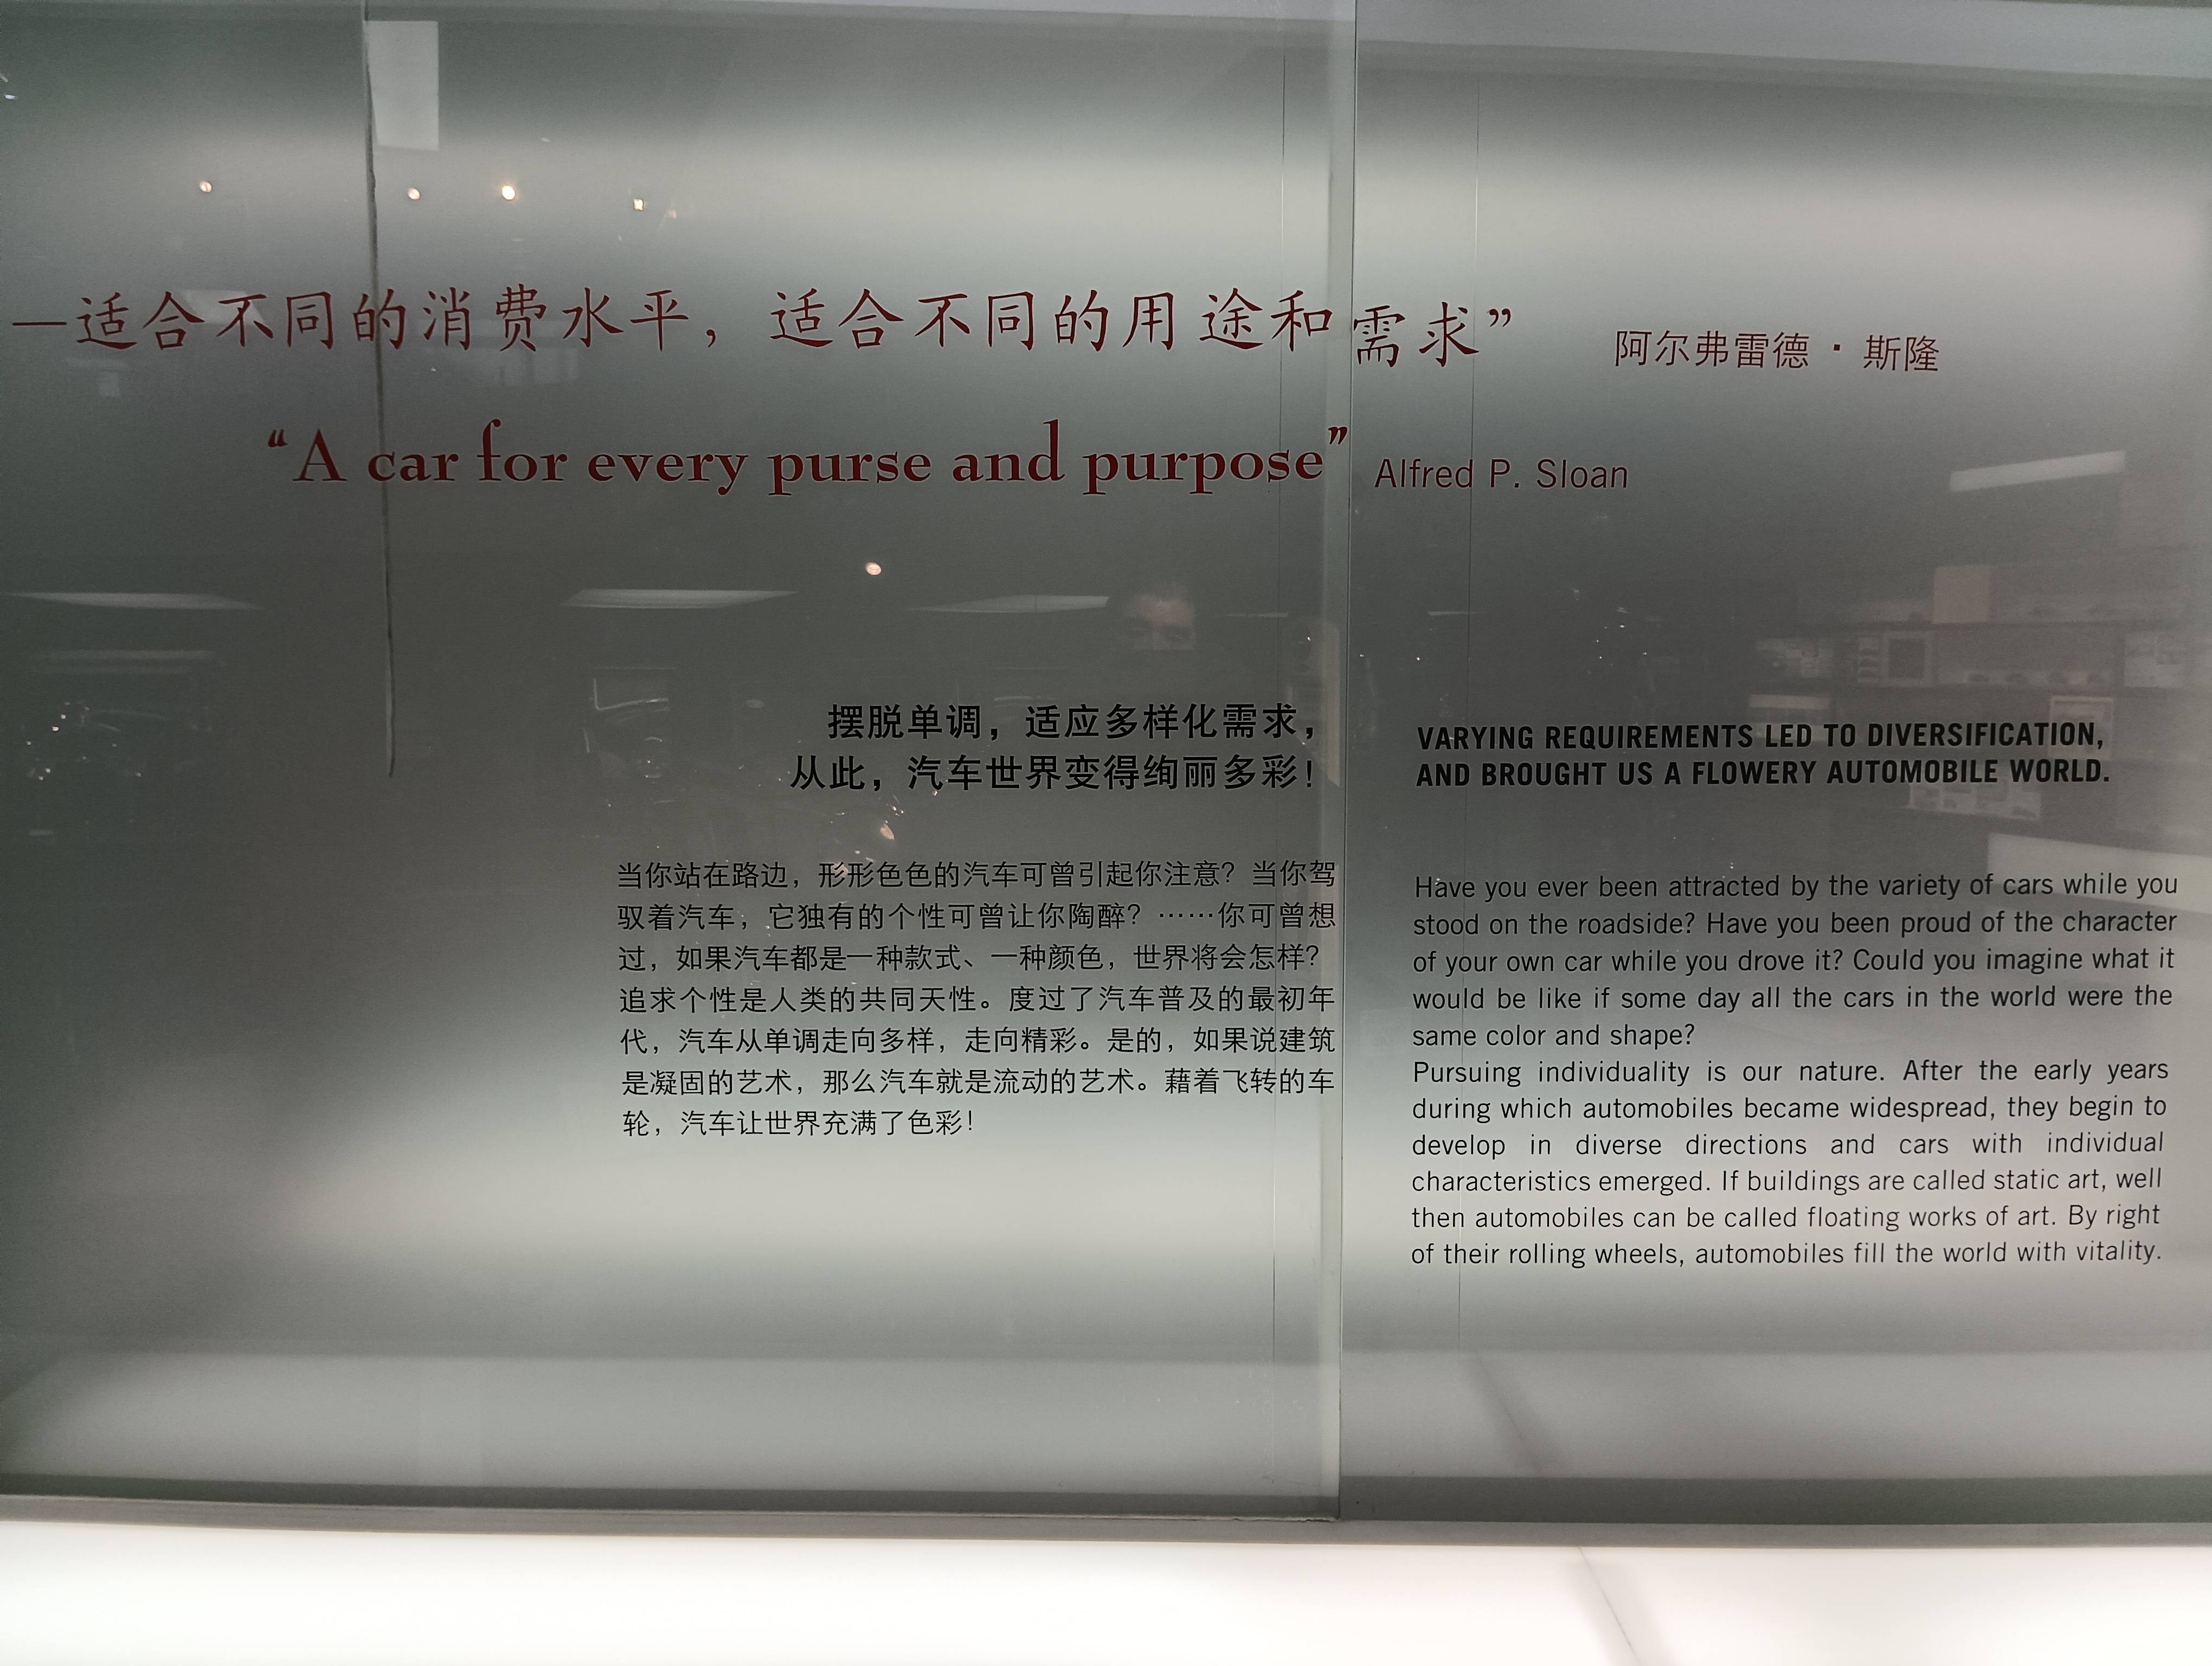 —适合不同的消费水平，适合不同的用途和需求”
阿尔弗雷德·斯隆
“A car for every purse and purpose”
Alfred P. Sloan
摆脱单调，适应多样化需求，
从此，汽车世界变得绚丽多彩！
当你站在路边，形形色色的汽车可曾引起你注意？当你驾
驭着汽车，它独有的个性可曾让你陶醉？……你可曾想
过，如果汽车都是一种款式、一种颜色，世界将会怎样？
追求个性是人类的共同天性。度过了汽车普及的最初年
代，汽车从单调走向多样，走向精彩。是的，如果说建筑
是凝固的艺术，那么汽车就是流动的艺术。藉着飞转的车
轮，汽车让世界充满了色彩！
VARYING REQUIREMENTS LED TO DIVERSIFICATION,
AND BROUGHT US A FLOWERY AUTOMOBILE WORLD.
Have you ever been attracted by the variety of cars while you
stood on the roadside? Have you been proud of the character
of your own car while you drove it? Could you imagine what it
would be like if some day all the cars in the world were the
same color and shape?
Pursuing individuality is our nature. After the early years
during which automobiles became widespread, they begin to
develop in diverse directions and cars with individual
characteristics emerged. If buildings are called static art, well
then automobiles can be called floating works of art. By right
of their rolling wheels, automobiles fill the world with vitality.